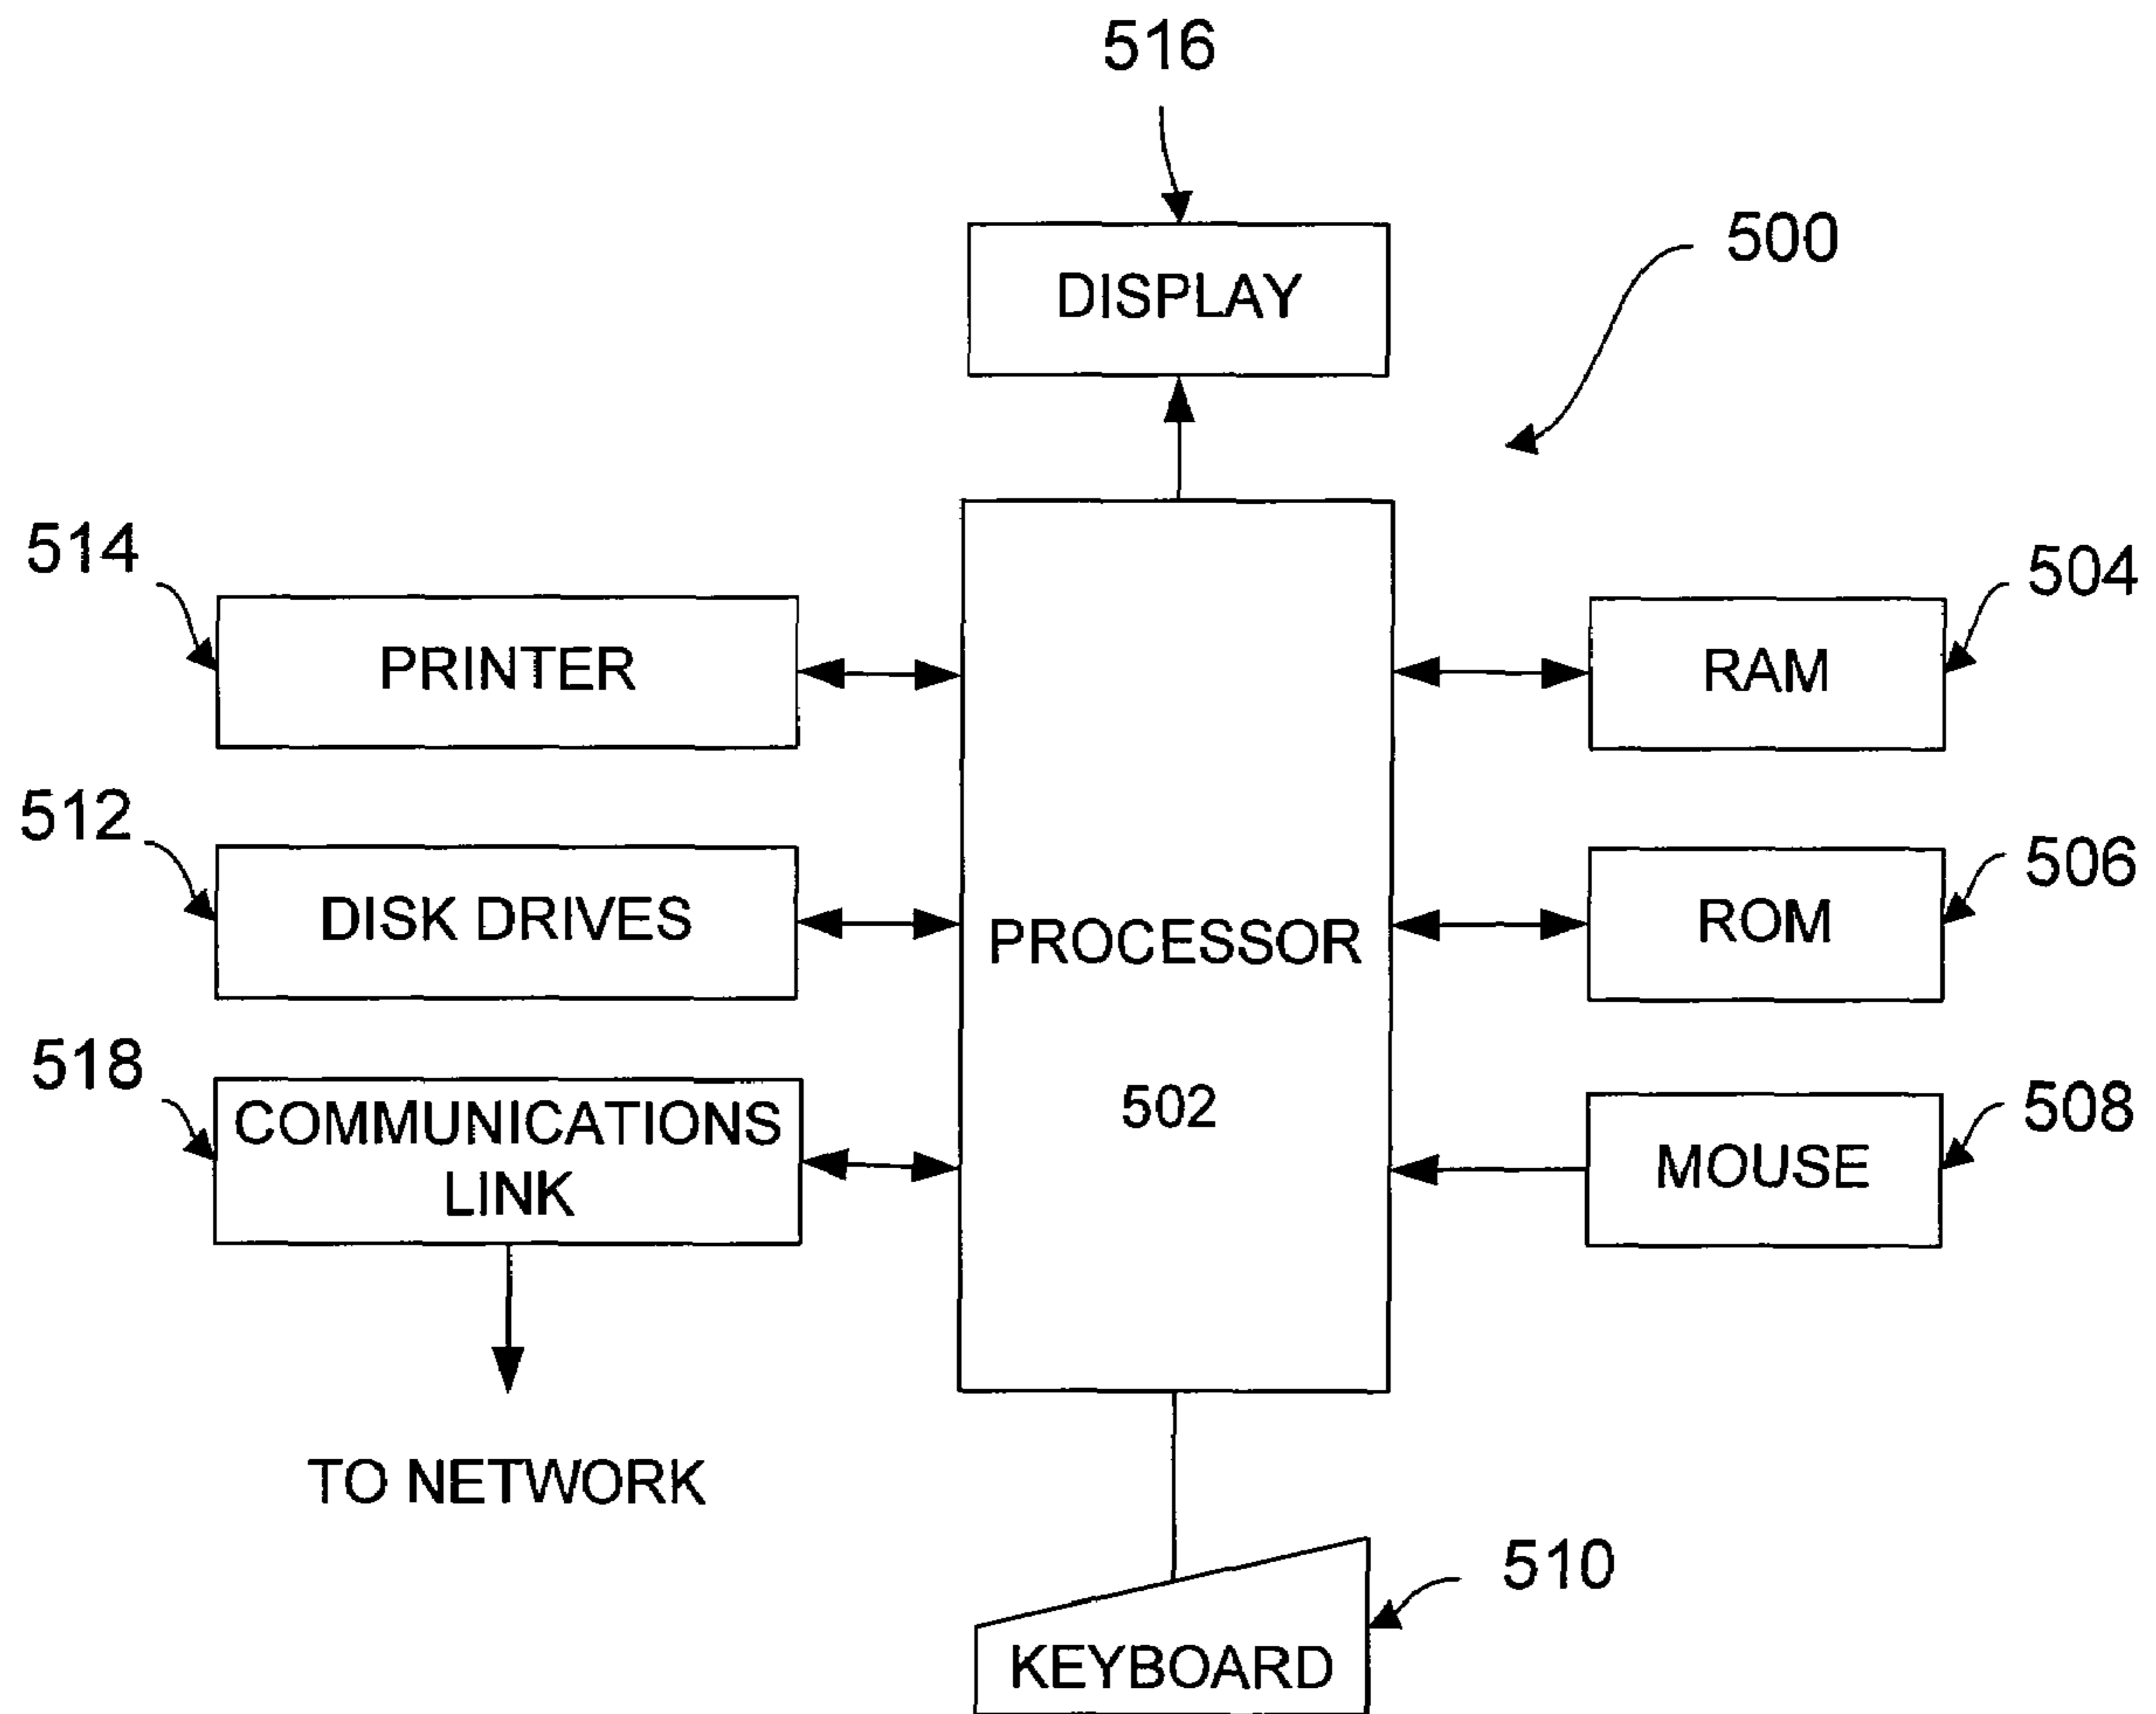 516
DISPLAY
500
514
PRINTER
504
RAM
512
DISK DRIVES
PROCESSOR
502
506
ROM
518
COMMUNICATIONS
LINK
508
MOUSE
TO NETWORK
510
KEYBOARD